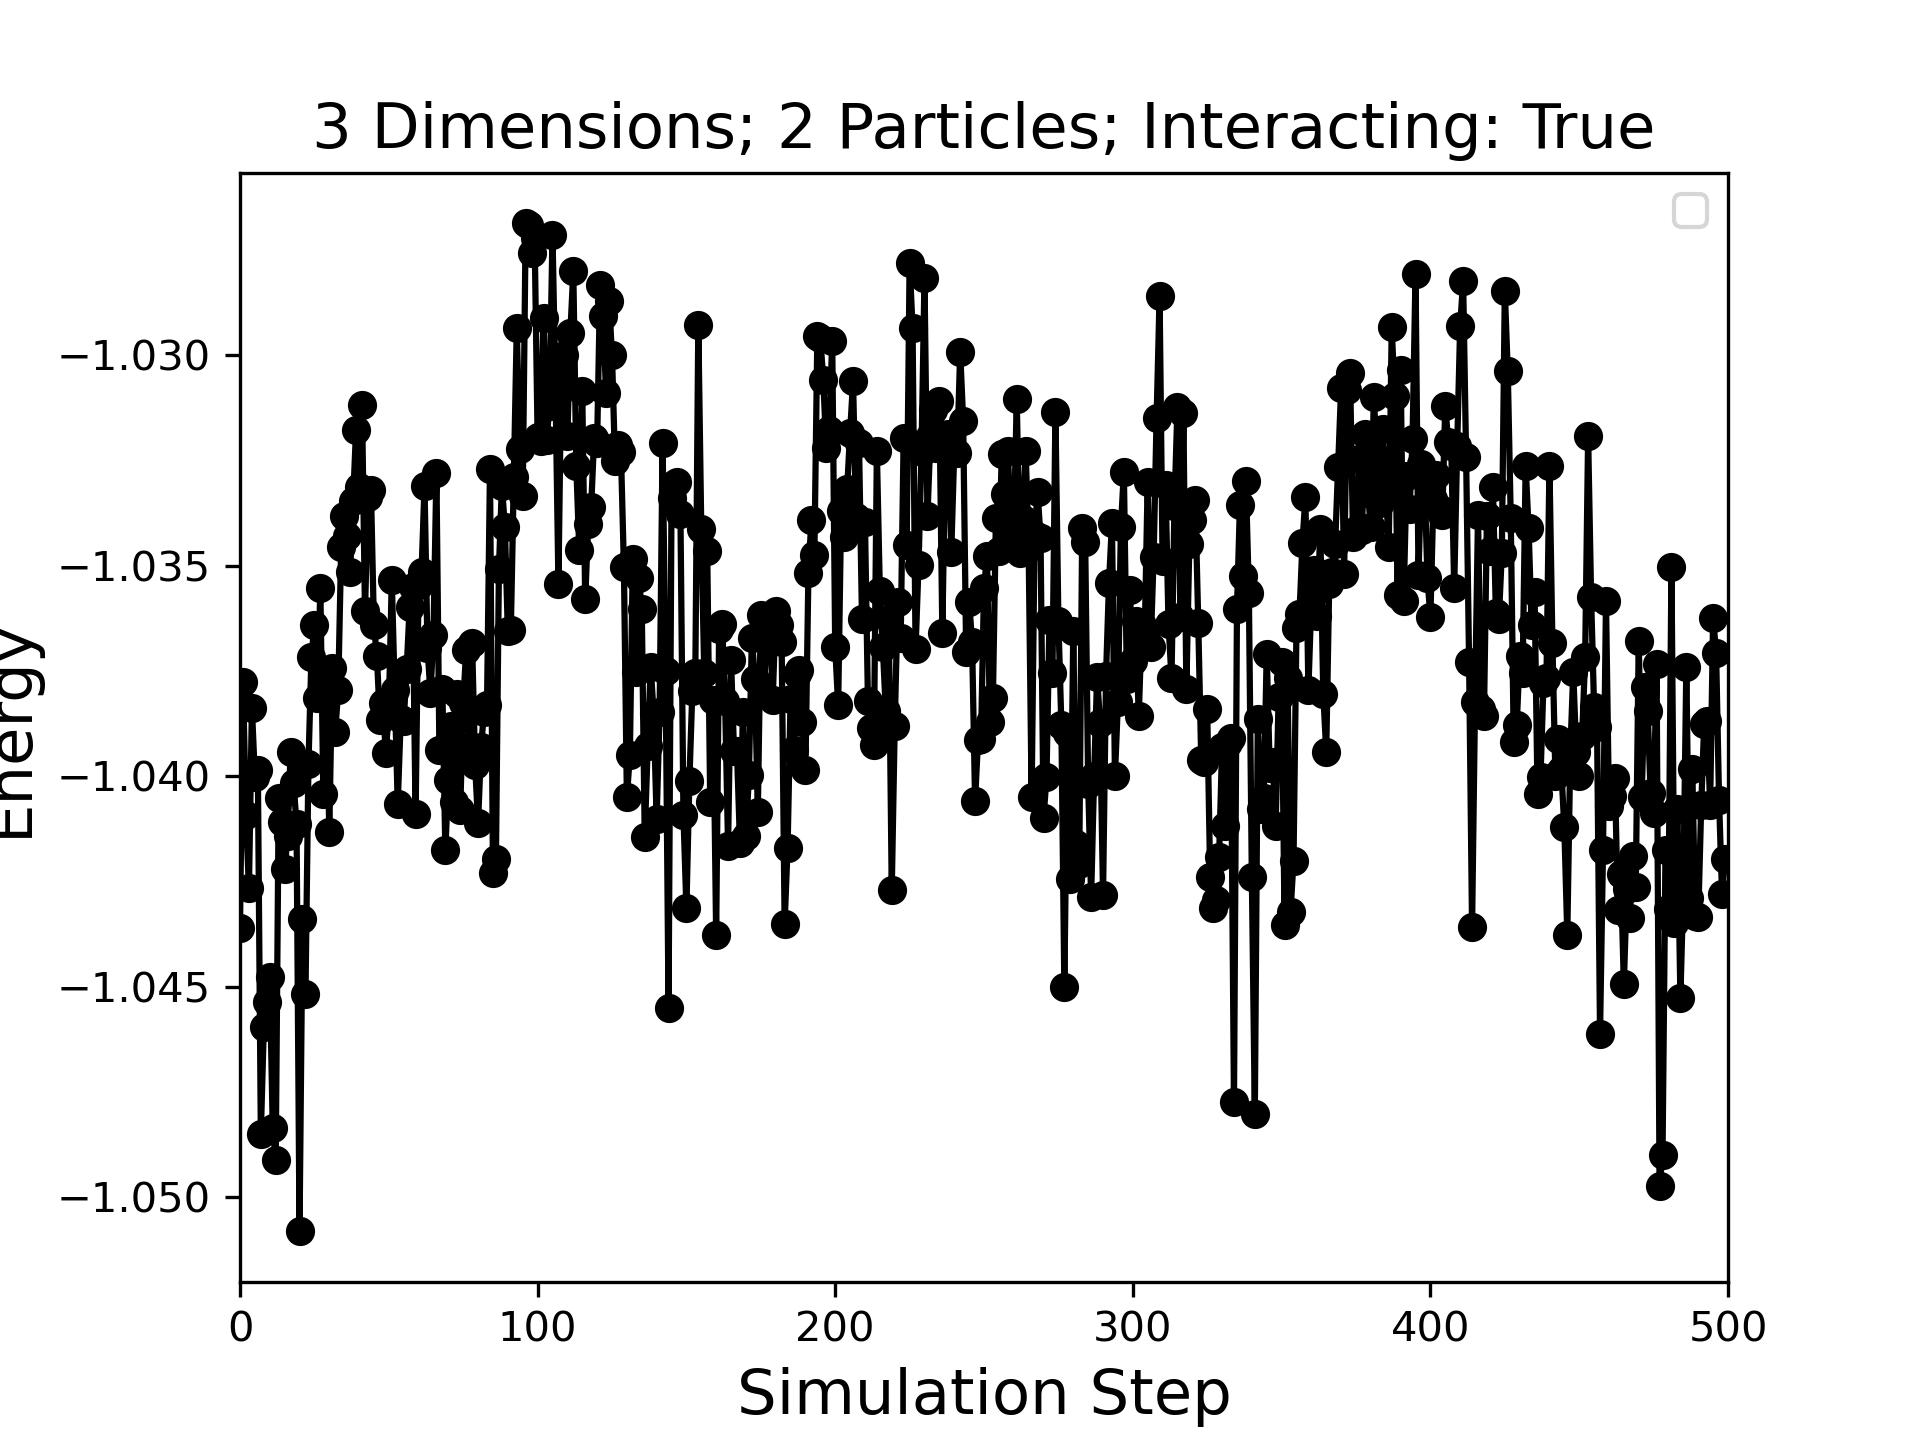 3 Dimensions; 2 Particles; Interacting: True
Energy
−1.030
−1.035
−1.040
−1.045
−1.050
0 100 200 300 400 500
Simulation Step